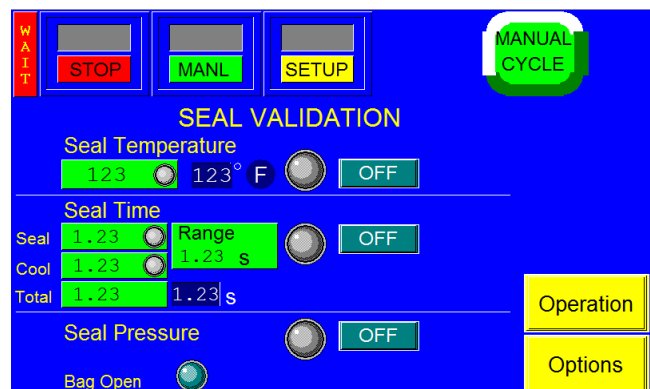 WAIT
STOP
MANL
SETUP
MANUAL
CYCLE
SEAL VALIDATION
Seal Temperature
123 123° F OFF
Seal Time
Seal 1.23 Range OFF
1.23 s
Cool 1.23
Total 1.23 1.23 s
Operation
Seal Pressure OFF
Options
Bag Open